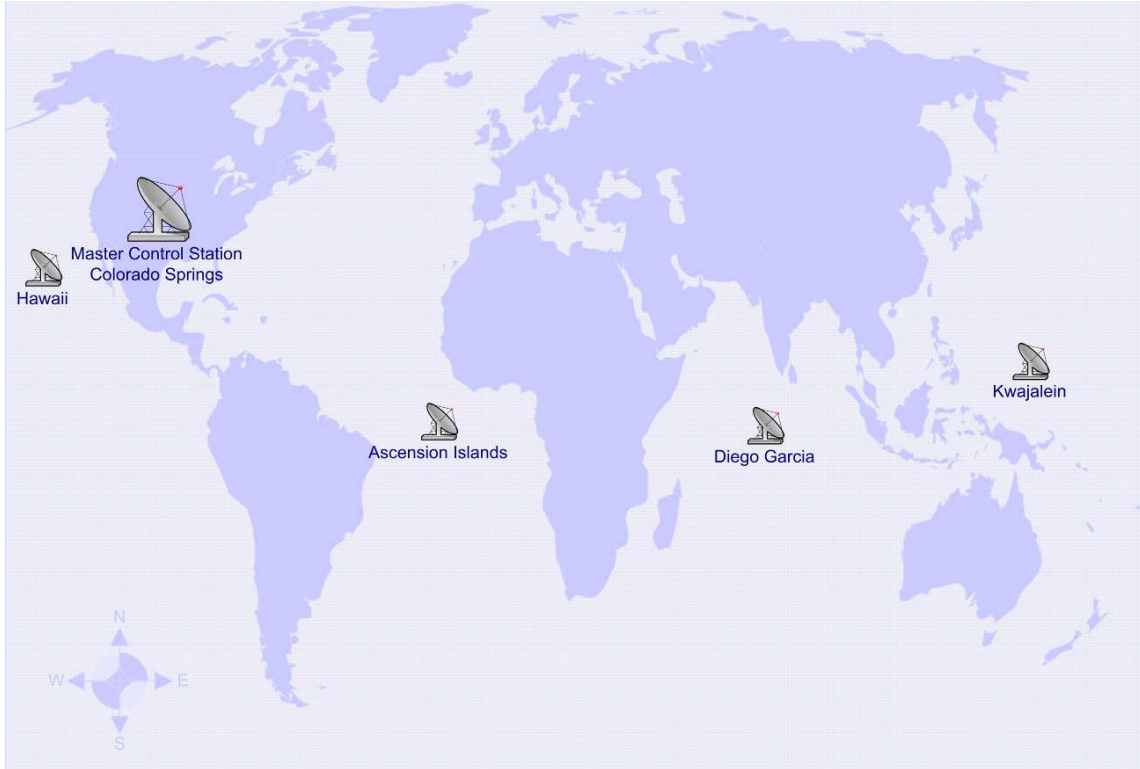 Master Control Station
Colorado Springs
Hawaii
Kwajalein
Ascension Islands
Diego Garcia
N
W E
S